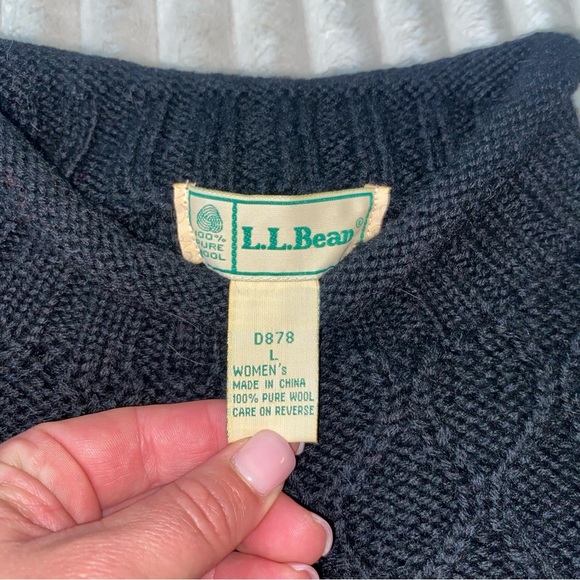 100%
PURE
WOOL
L.L.Bean®
D878
L
WOMEN's
MADE IN CHINA
100% PURE WOOL
CARE ON REVERSE